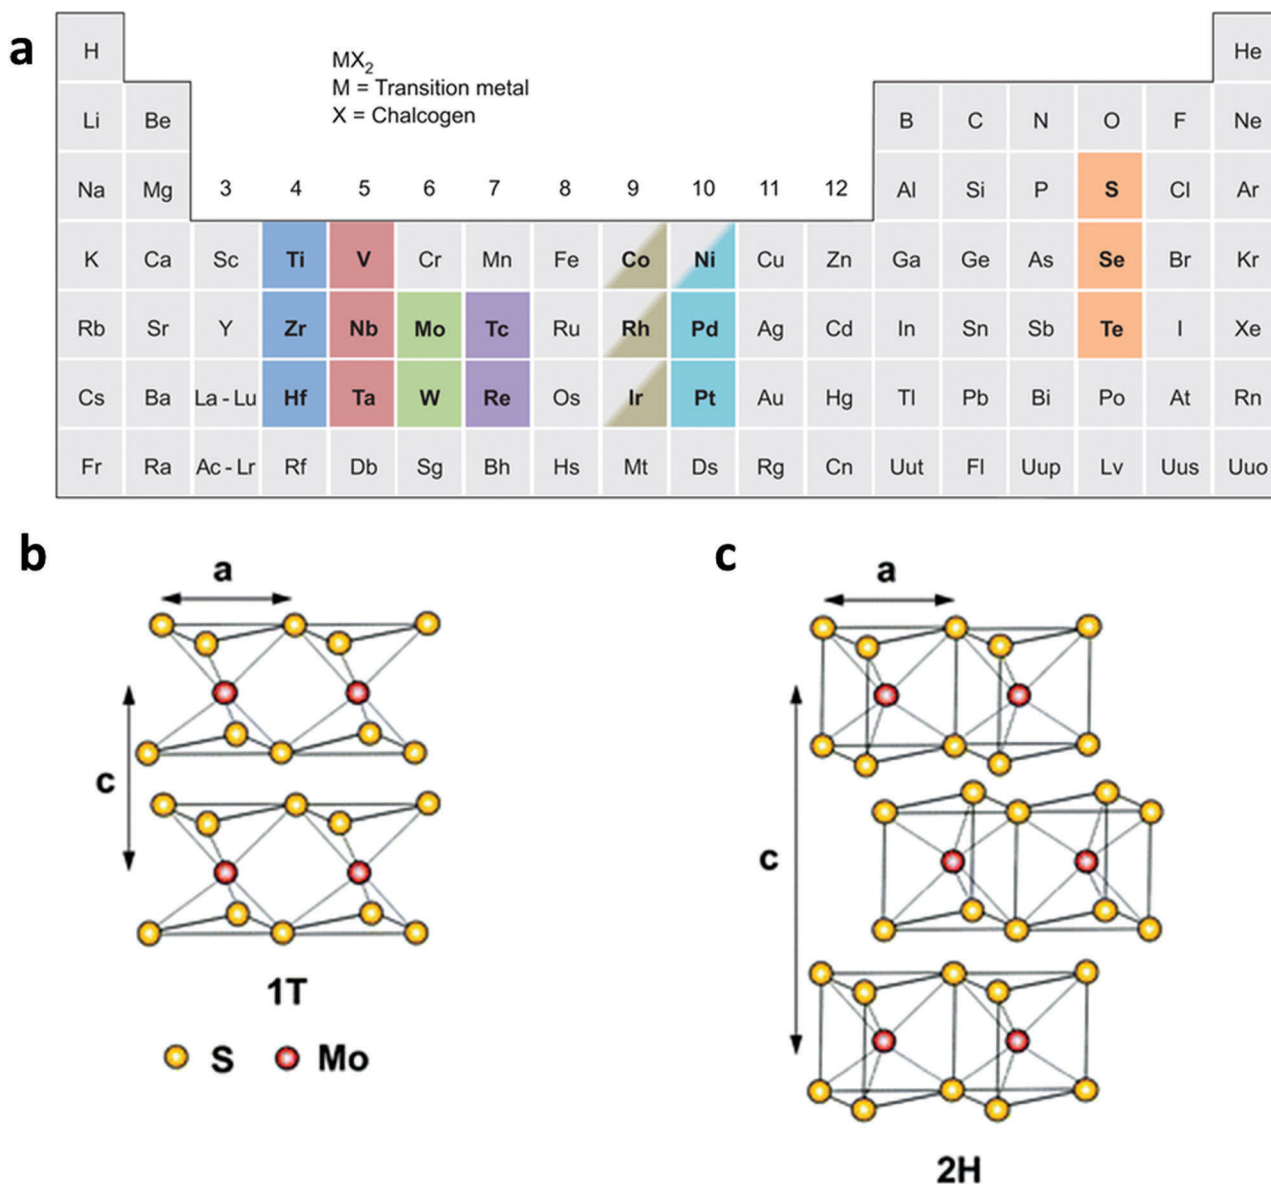 a
H He
MX2
M = Transition metal
X = Chalcogen
Li Be B C N O F Ne
Na Mg 3 4 5 6 7 8 9 10 11 12 Al Si P S Cl Ar
K Ca Sc Ti V Cr Mn Fe Co Ni Cu Zn Ga Ge As Se Br Kr
Rb Sr Y Zr Nb Mo Tc Ru Rh Pd Ag Cd In Sn Sb Te I Xe
Cs Ba La - Lu Hf Ta W Re Os Ir Pt Au Hg Tl Pb Bi Po At Rn
Fr Ra Ac - Lr Rf Db Sg Bh Hs Mt Ds Rg Cn Uut Fl Uup Lv Uus Uuo
b
a
c
1T
S Mo
c
a
c
2H